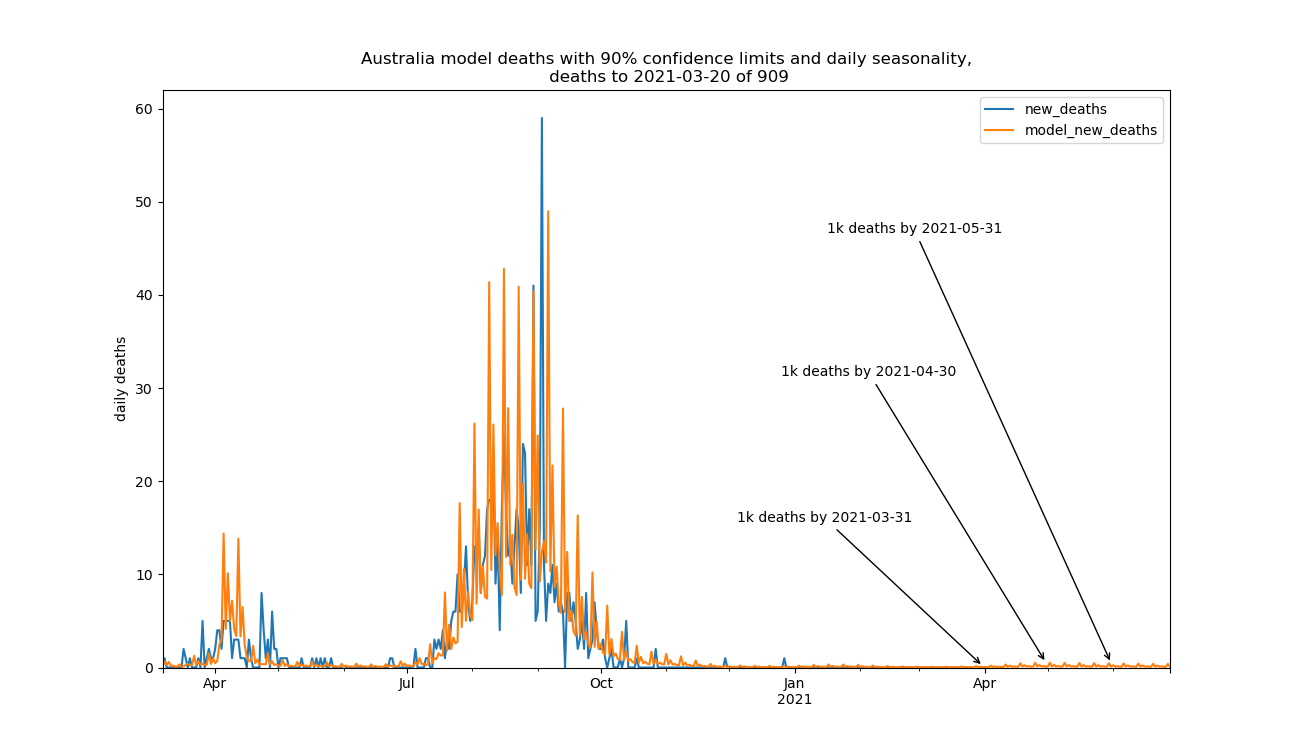 Australia model deaths with 90% confidence limits and daily seasonality,
deaths to 2021-03-20 of 909
new_deaths
model_new_deaths
60
50
40
30
20
10
0
daily deaths
1k deaths by 2021-05-31
1k deaths by 2021-04-30
1k deaths by 2021-03-31
Apr
Jul
Oct
Jan
2021
Apr